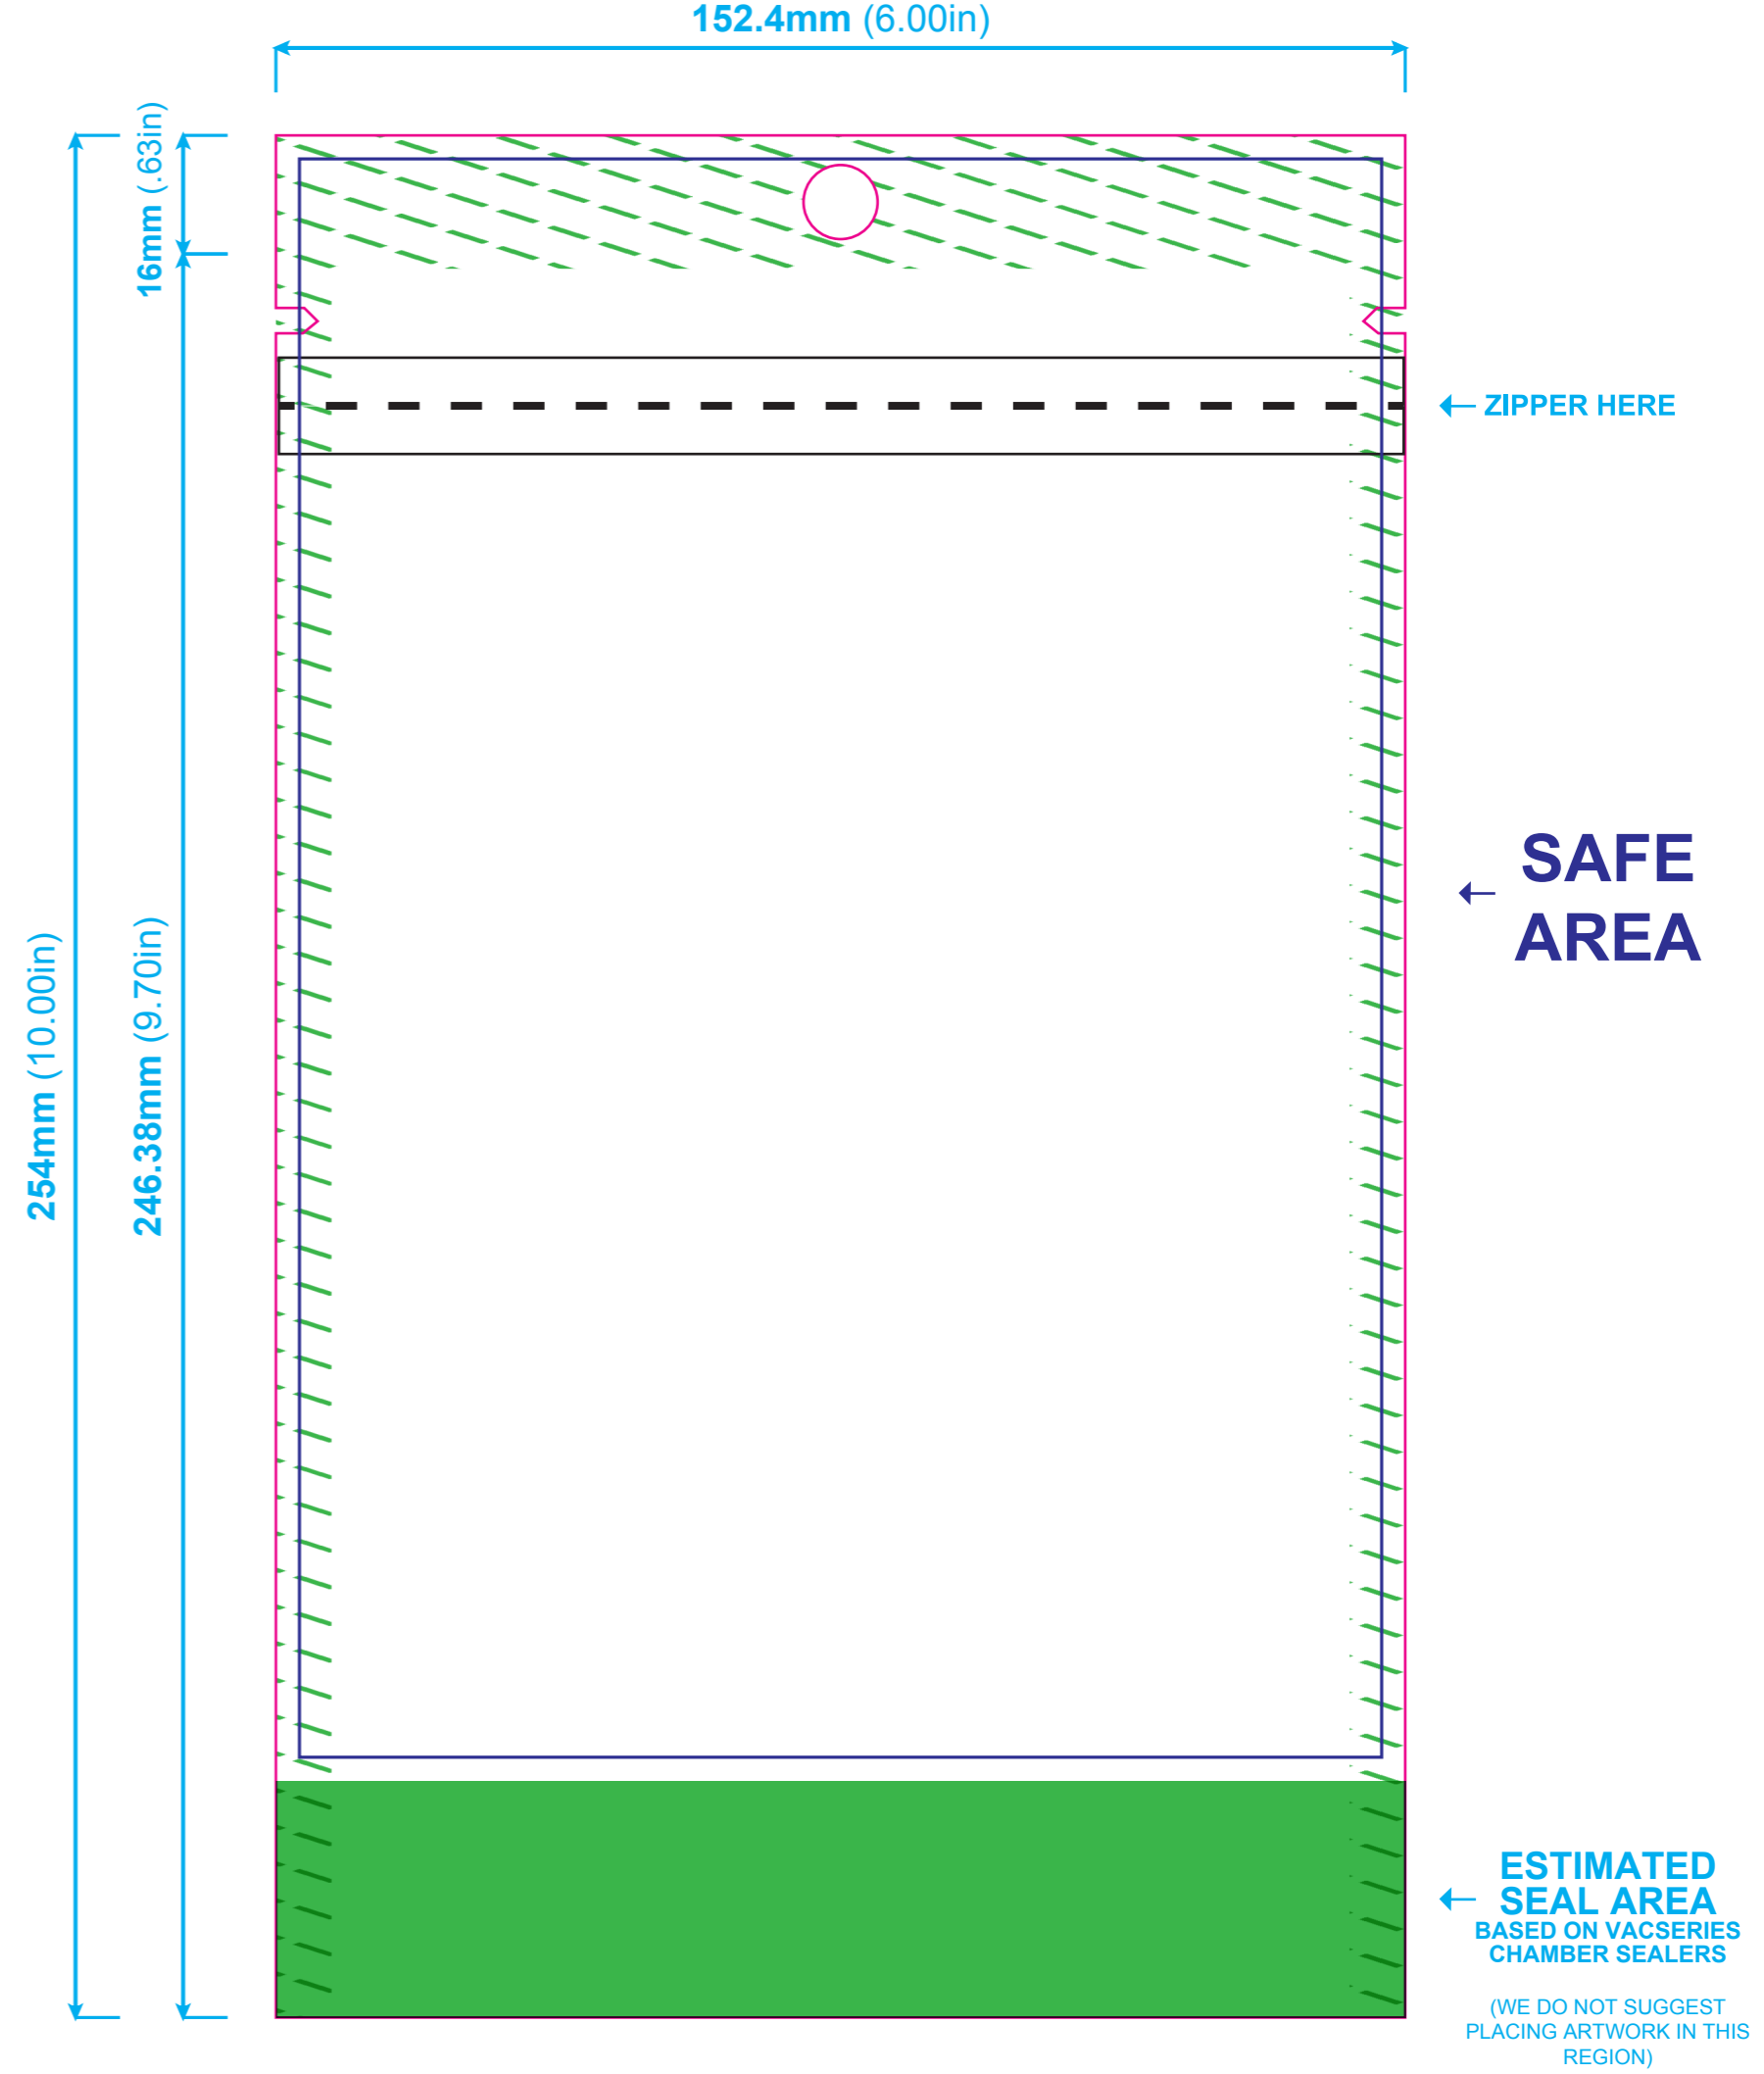 152.4mm (6.00in)
16mm (.63in)
254mm (10.00in)
246.38mm (9.70in)
ZIPPER HERE
SAFE
AREA
ESTIMATED
SEAL AREA
BASED ON VACSERIES
CHAMBER SEALERS
(WE DO NOT SUGGEST
PLACING ARTWORK IN THIS
REGION)